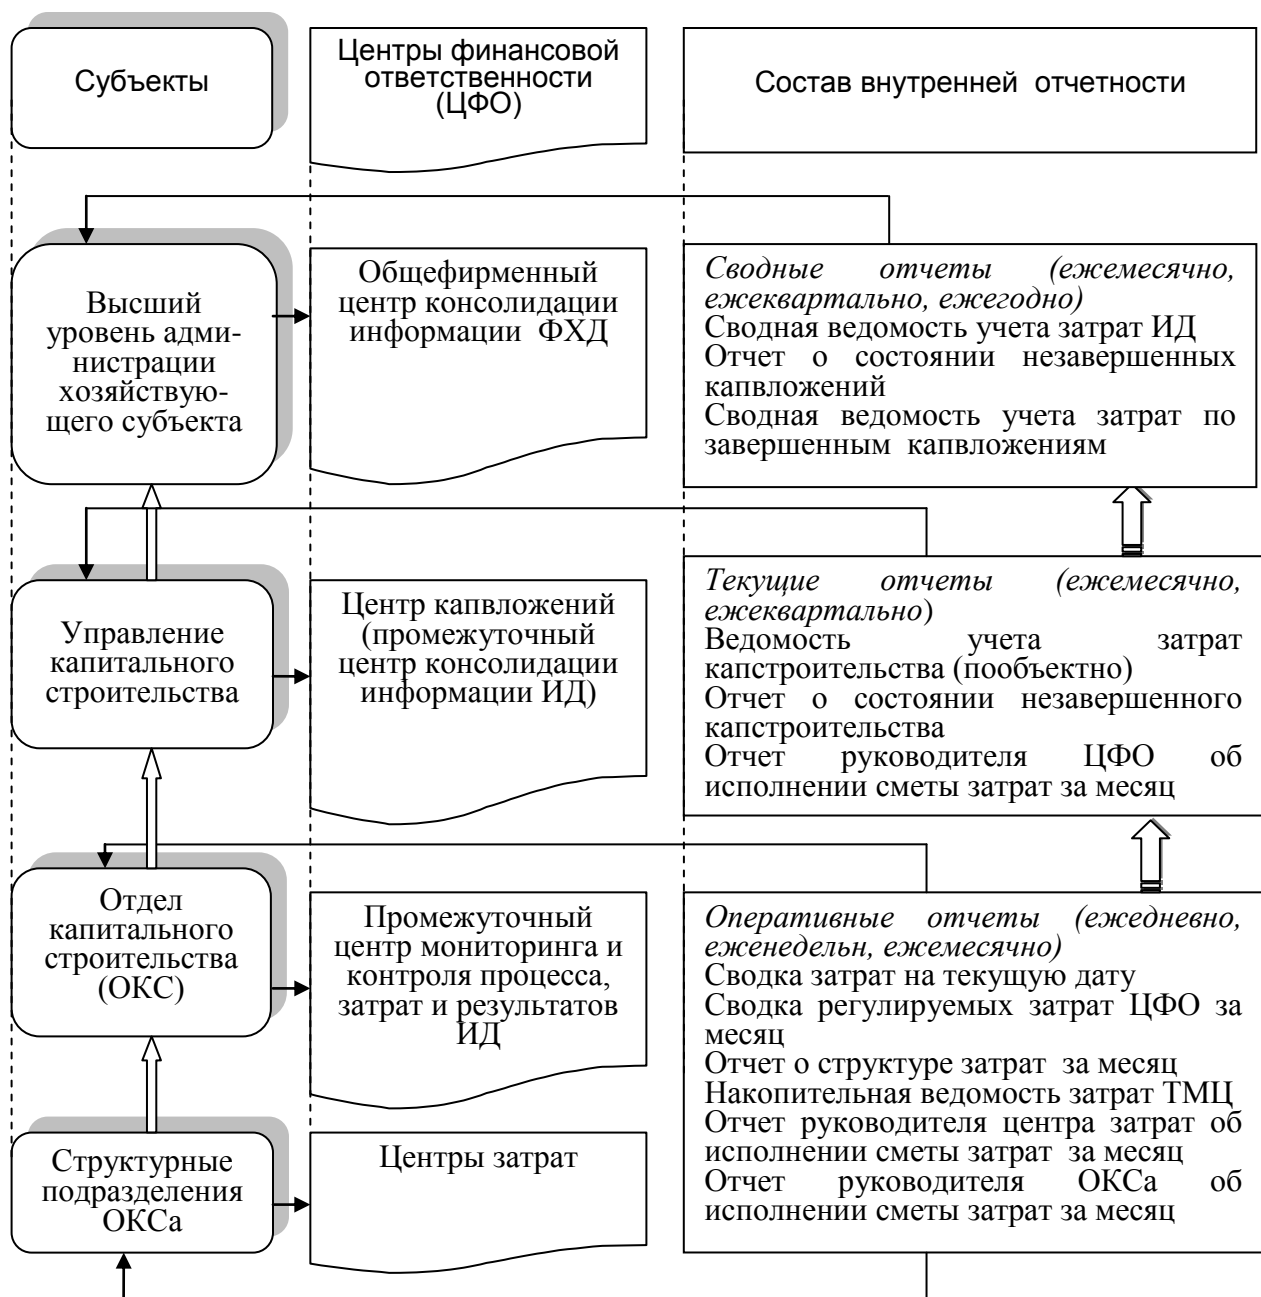 Субъекты
Центры финансовой
ответственности
(ЦФО)
Состав внутренней отчетности
Высший
уровень адми-
нистрации
хозяйствую-
щего субъекта
Общефирменный
центр консолидации
информации ФХД
Сводные отчеты (ежемесячно,
ежеквартально, ежегодно)
Сводная ведомость учета затрат ИД
Отчет о состоянии незавершенных
капвложений
Сводная ведомость учета затрат по
завершенным капвложениям
Управление
капитального
строительства
Центр капвложений
(промежуточный
центр консолидации
информации ИД)
Текущие отчеты (ежемесячно,
ежеквартально)
Ведомость учета затрат
капстроительства (пообъектно)
Отчет о состоянии незавершенного
капстроительства
Отчет руководителя ЦФО об
исполнении сметы затрат за месяц
Отдел
капитального
строительства
(ОКС)
Промежуточный
центр мониторинга и
контроля процесса,
затрат и результатов
ИД
Оперативные отчеты (ежедневно,
еженедельн, ежемесячно)
Сводка затрат на текущую дату
Сводка регулируемых затрат ЦФО за
месяц
Отчет о структуре затрат за месяц
Накопительная ведомость затрат ТМЦ
Отчет руководителя центра затрат об
исполнении сметы затрат за месяц
Отчет руководителя ОКСа об
исполнении сметы затрат за месяц
Структурные
подразделения
ОКСа
Центры затрат